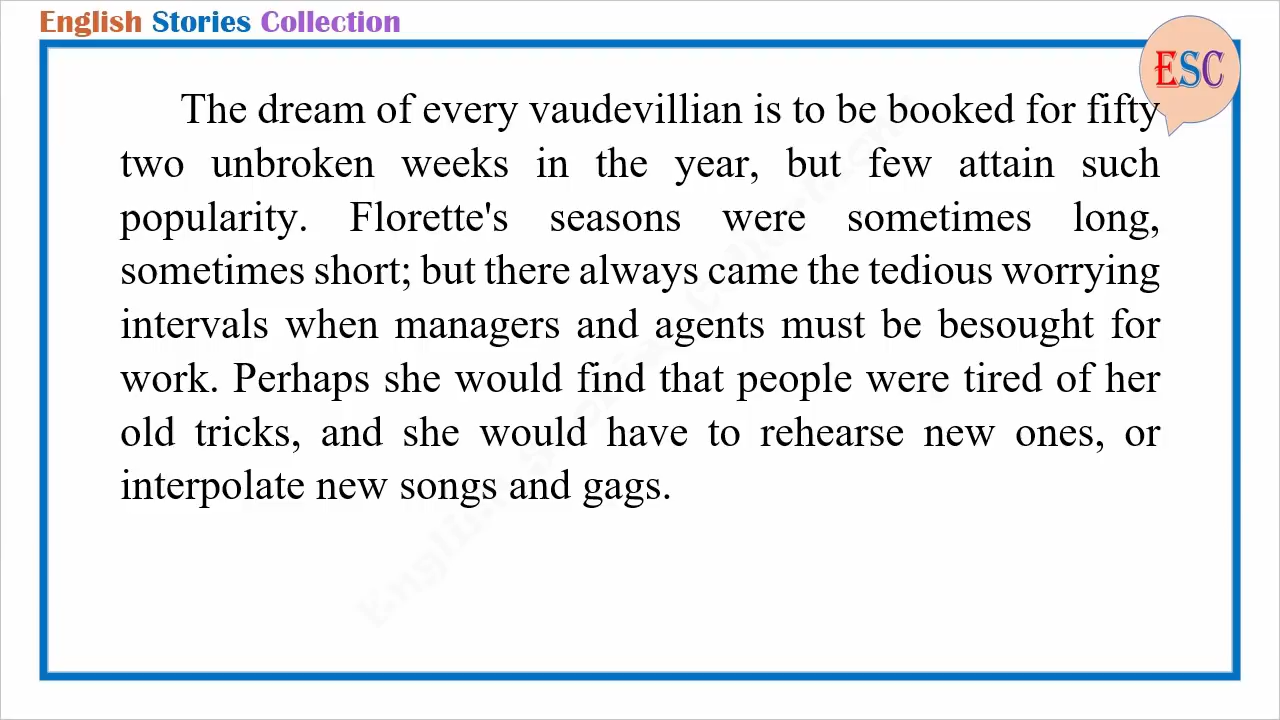 English Stories Collection
ESC
The dream of every vaudevillian is to be booked for fifty
two unbroken weeks in the year, but few attain such
popularity. Florette's seasons were sometimes long,
sometimes short; but there always came the tedious worrying
intervals when managers and agents must be besought for
work. Perhaps she would find that people were tired of her
old tricks, and she would have to rehearse new ones, or
interpolate new songs and gags.
English Stories Collection